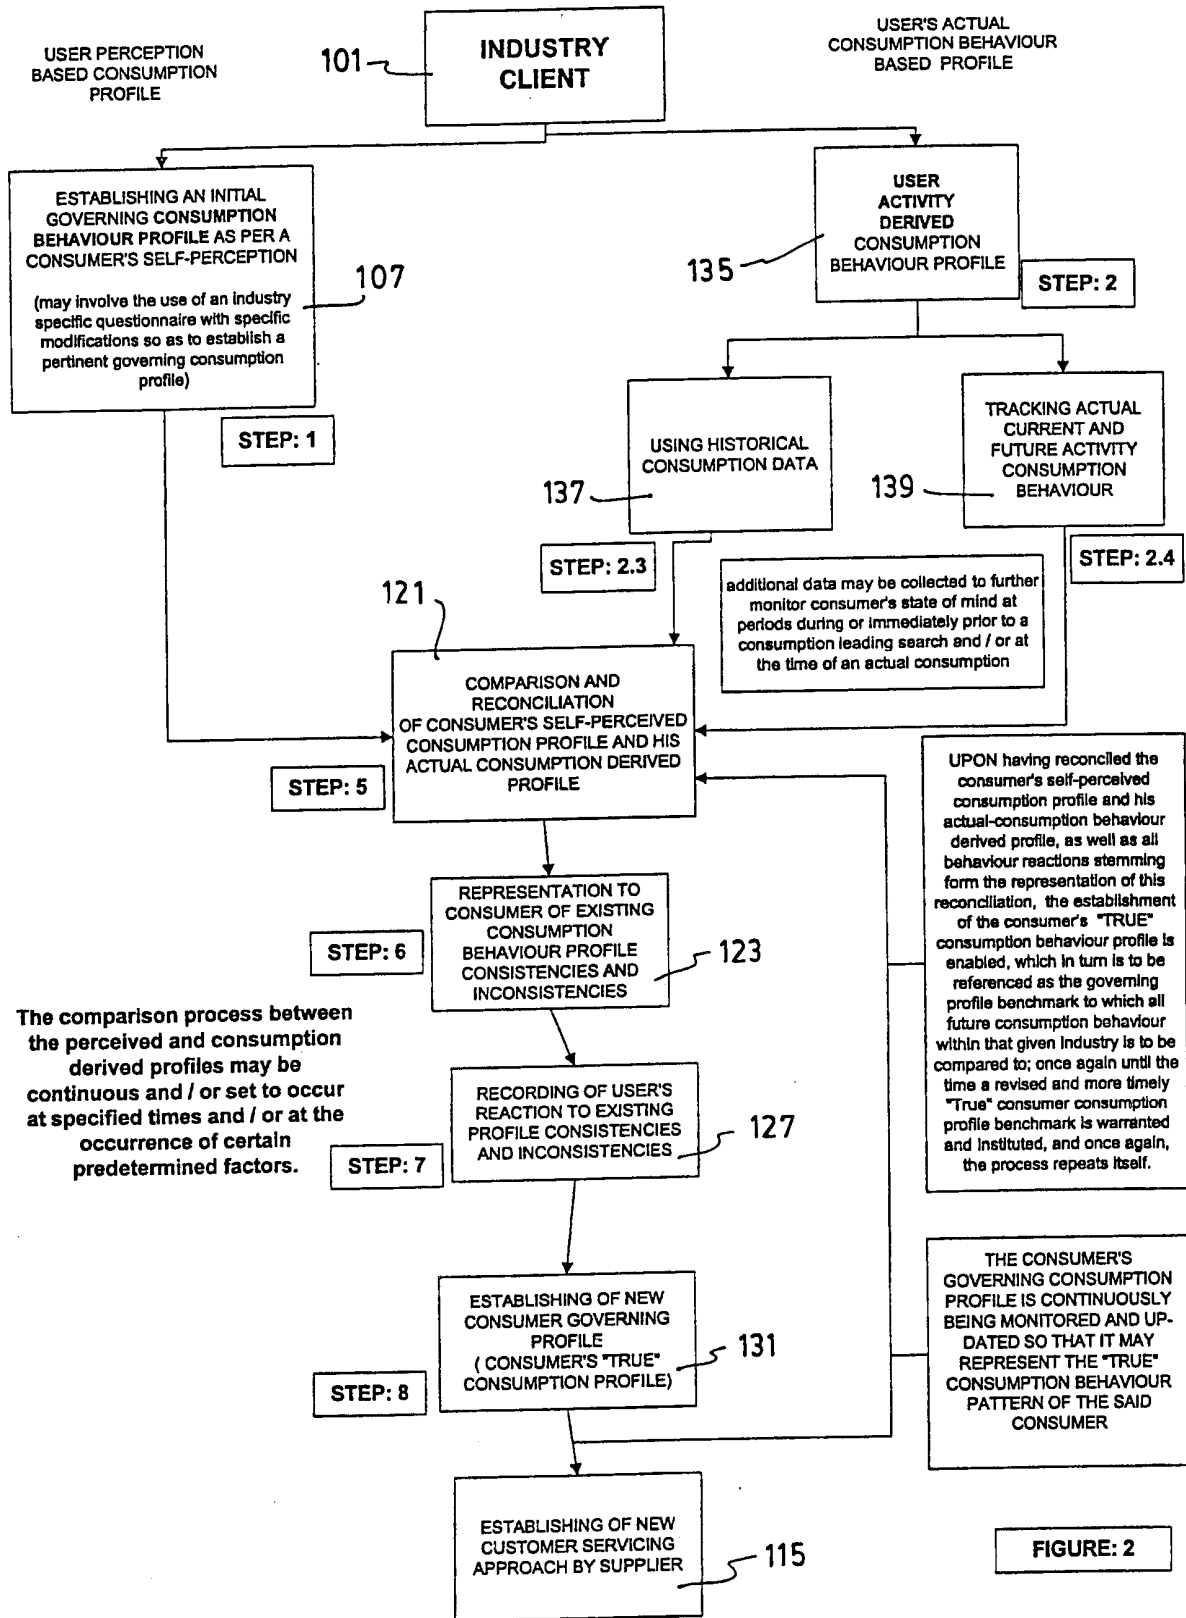 USER PERCEPTION
BASED CONSUMPTION
PROFILE
101
INDUSTRY
CLIENT
USER'S ACTUAL
CONSUMPTION BEHAVIOUR
BASED PROFILE
ESTABLISHING AN INITIAL
GOVERNING CONSUMPTION
BEHAVIOUR PROFILE AS PER A
CONSUMER'S SELF-PERCEPTION
(may involve the use of an industry
specific questionnaire with specific
modifications so as to establish a
pertinent governing consumption
profile)
107
STEP: 1
USER
ACTIVITY
DERIVED
CONSUMPTION
BEHAVIOUR PROFILE
135
STEP: 2
USING HISTORICAL
CONSUMPTION DATA
137
STEP: 2.3
TRACKING ACTUAL
CURRENT AND
FUTURE ACTIVITY
CONSUMPTION
BEHAVIOUR
139
STEP: 2.4
additional data may be collected to further
monitor consumer's state of mind at
periods during or immediately prior to a
consumption leading search and / or at
the time of an actual consumption
121
COMPARISON AND
RECONCILIATION
OF CONSUMER'S SELF-PERCEIVED
CONSUMPTION PROFILE AND HIS
ACTUAL CONSUMPTION DERIVED
PROFILE
STEP: 5
UPON having reconciled the
consumer's self-perceived
consumption profile and his
actual-consumption behaviour
derived profile, as well as all
behaviour reactions stemming
form the representation of this
reconciliation, the establishment
of the consumer's "TRUE"
consumption behaviour profile is
enabled, which in turn is to be
referenced as the governing
profile benchmark to which all
future consumption behaviour
within that given industry is to be
compared to; once again until the
time a revised and more timely
"True" consumer consumption
profile benchmark is warranted
and instituted, and once again,
the process repeats itself.
REPRESENTATION TO
CONSUMER OF EXISTING
CONSUMPTION
BEHAVIOUR PROFILE
CONSISTENCIES AND
INCONSISTENCIES
STEP: 6
123
The comparison process between
the perceived and consumption
derived profiles may be
continuous and / or set to occur
at specified times and / or at the
occurrence of certain
predetermined factors.
RECORDING OF USER'S
REACTION TO EXISTING
PROFILE CONSISTENCIES
AND INCONSISTENCIES
127
STEP: 7
ESTABLISHING OF NEW
CONSUMER GOVERNING
PROFILE
( CONSUMER'S "TRUE"
CONSUMPTION PROFILE)
131
STEP: 8
THE CONSUMER'S
GOVERNING CONSUMPTION
PROFILE IS CONTINUOUSLY
BEING MONITORED AND UP-
DATED SO THAT IT MAY
REPRESENT THE "TRUE"
CONSUMPTION BEHAVIOUR
PATTERN OF THE SAID
CONSUMER
ESTABLISHING OF NEW
CUSTOMER SERVICING
APPROACH BY SUPPLIER
115
FIGURE: 2